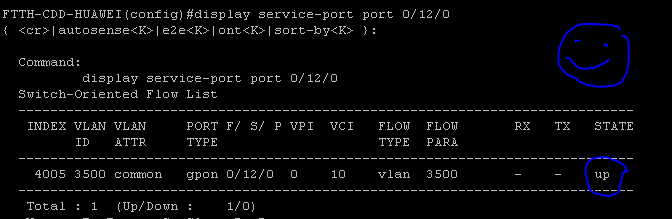 FTTH-CDD-HUAWEI(config)#display service-port port 0/12/0
{ <cr>|autosense<K>|e2e<K>|ont<K>|sort-by<K> }:
Command:
display service-port port 0/12/0
Switch-Oriented Flow List
INDEX VLAN VLAN PORT F/ S/ P VPI VCI FLOW FLOW RX TX STATE
ID ATTR TYPE TYPE PARA
4005 3500 common gpon 0/12/0 0 10 vlan 3500 - - up
Total : 1 (Up/Down : 1/0)